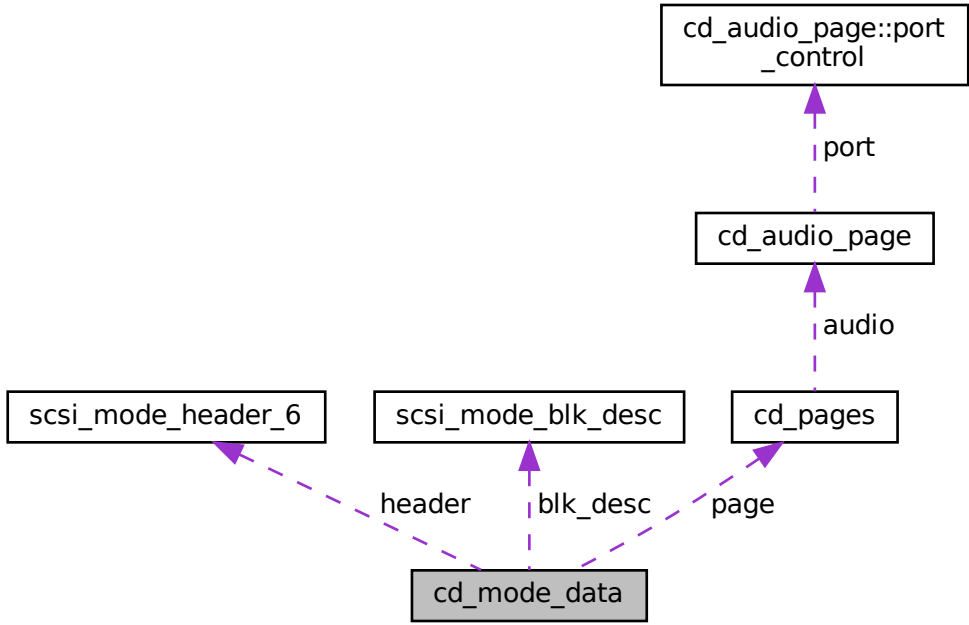 cd_audio_page::port
_control
port
cd_audio_page
audio
scsi_mode_header_6
scsi_mode_blk_desc
cd_pages
header
blk_desc
page
cd_mode_data